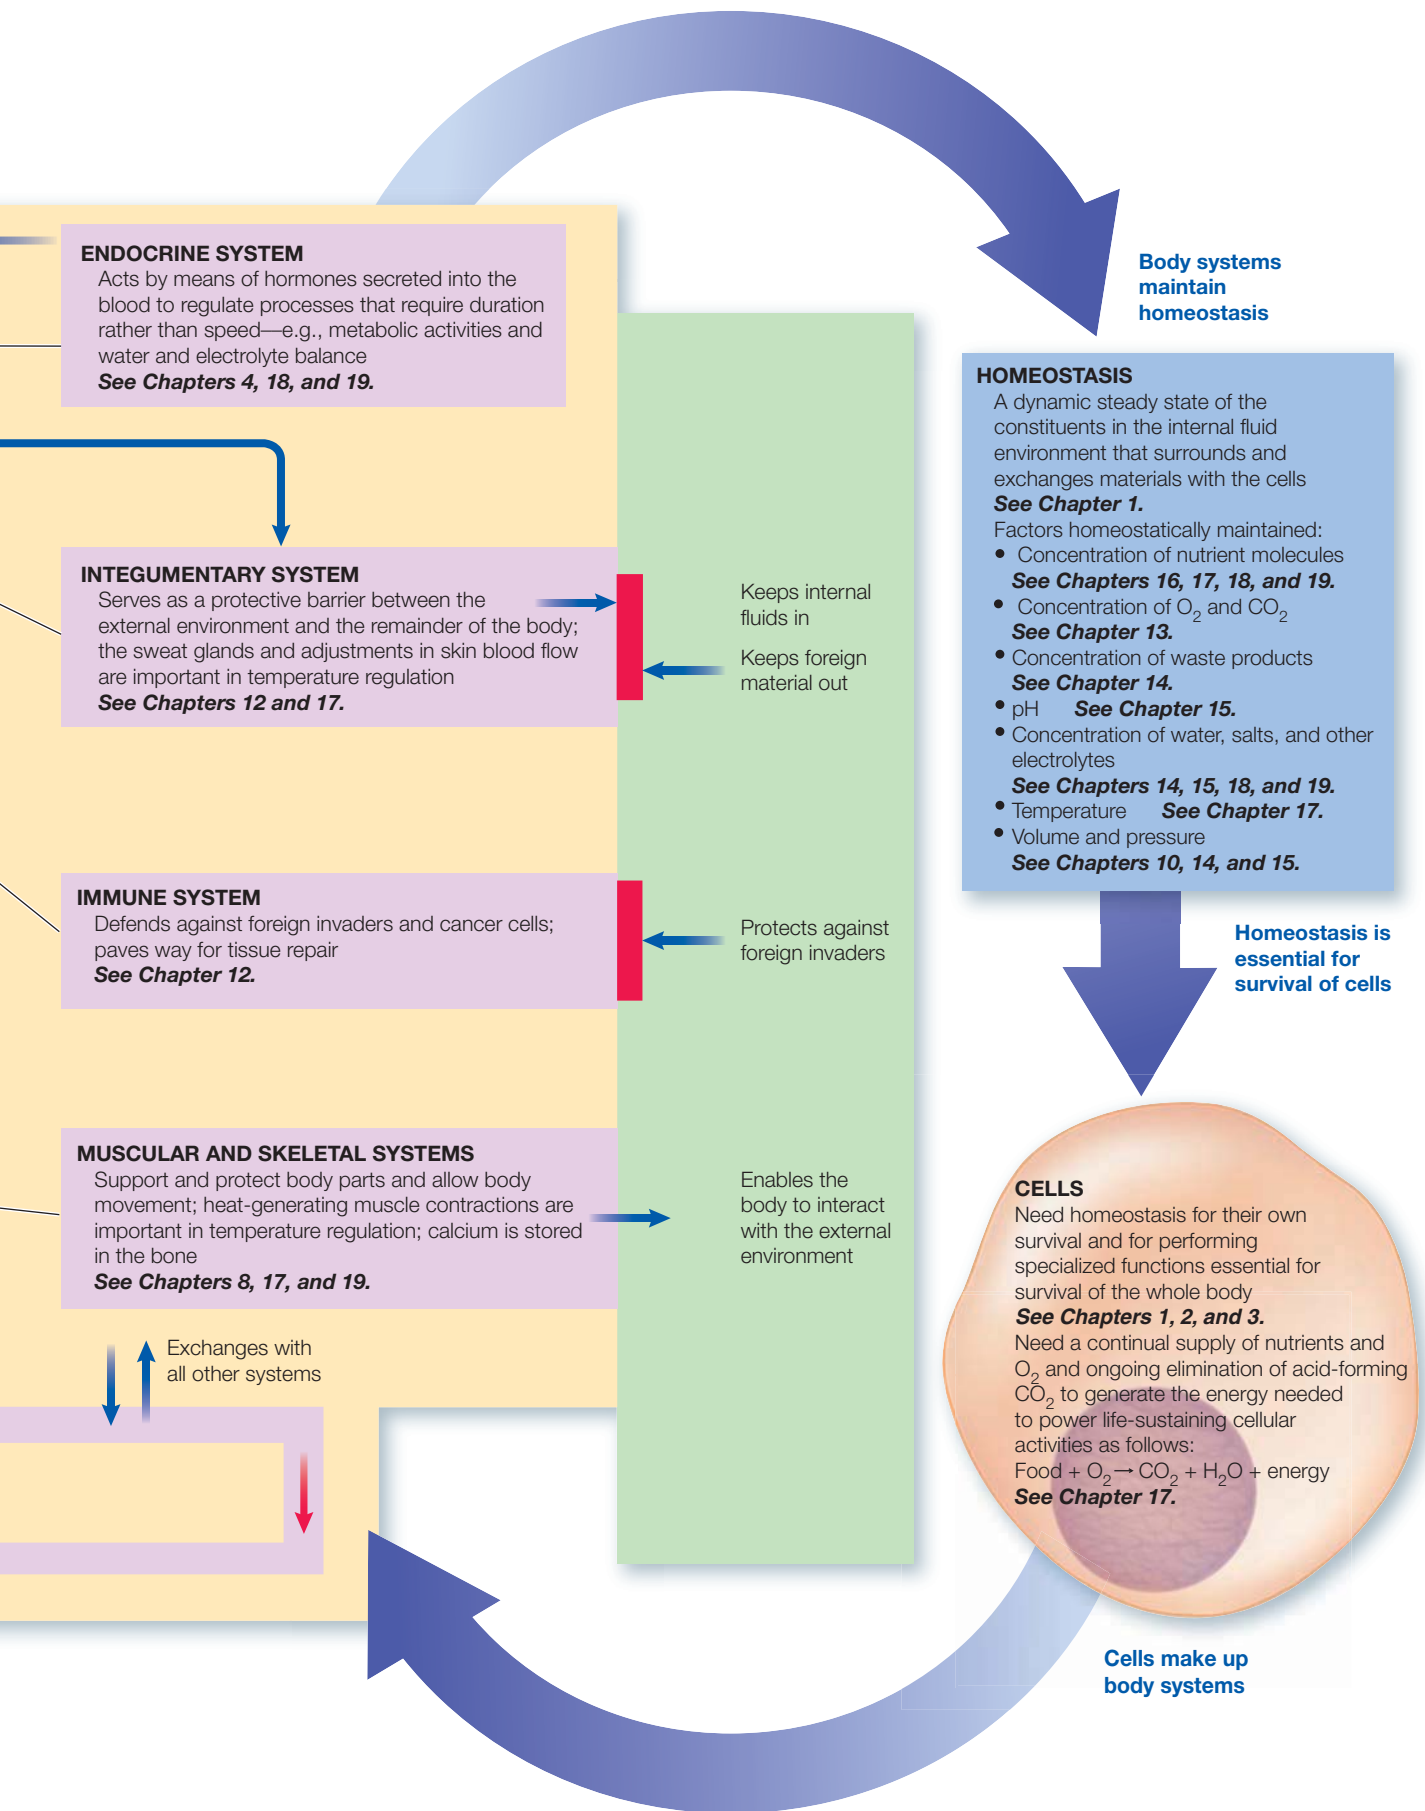 ENDOCRINE SYSTEM
Acts by means of hormones secreted into the
blood to regulate processes that require duration
rather than speed—e.g., metabolic activities and
water and electrolyte balance
See Chapters 4, 18, and 19.
INTEGUMENTARY SYSTEM
Serves as a protective barrier between the
external environment and the remainder of the body;
the sweat glands and adjustments in skin blood flow
are important in temperature regulation
See Chapters 12 and 17.
Keeps internal
fluids in
Keeps foreign
material out
IMMUNE SYSTEM
Defends against foreign invaders and cancer cells;
paves way for tissue repair
See Chapter 12.
Protects against
foreign invaders
MUSCULAR AND SKELETAL SYSTEMS
Support and protect body parts and allow body
movement; heat-generating muscle contractions are
important in temperature regulation; calcium is stored
in the bone
See Chapters 8, 17, and 19.
Enables the
body to interact
with the external
environment
Exchanges with
all other systems
Body systems
maintain
homeostasis
HOMEOSTASIS
A dynamic steady state of the
constituents in the internal fluid
environment that surrounds and
exchanges materials with the cells
See Chapter 1.
Factors homeostatically maintained:
• Concentration of nutrient molecules
See Chapters 16, 17, 18, and 19.
• Concentration of O₂ and CO₂
See Chapter 13.
• Concentration of waste products
See Chapter 14.
• pH See Chapter 15.
• Concentration of water, salts, and other
electrolytes
See Chapters 14, 15, 18, and 19.
• Temperature See Chapter 17.
• Volume and pressure
See Chapters 10, 14, and 15.
Homeostasis is
essential for
survival of cells
CELLS
Need homeostasis for their own
survival and for performing
specialized functions essential for
survival of the whole body
See Chapters 1, 2, and 3.
Need a continual supply of nutrients and
O₂ and ongoing elimination of acid-forming
CO₂ to generate the energy needed
to power life-sustaining cellular
activities as follows:
Food + O₂ → CO₂ + H₂O + energy
See Chapter 17.
Cells make up
body systems